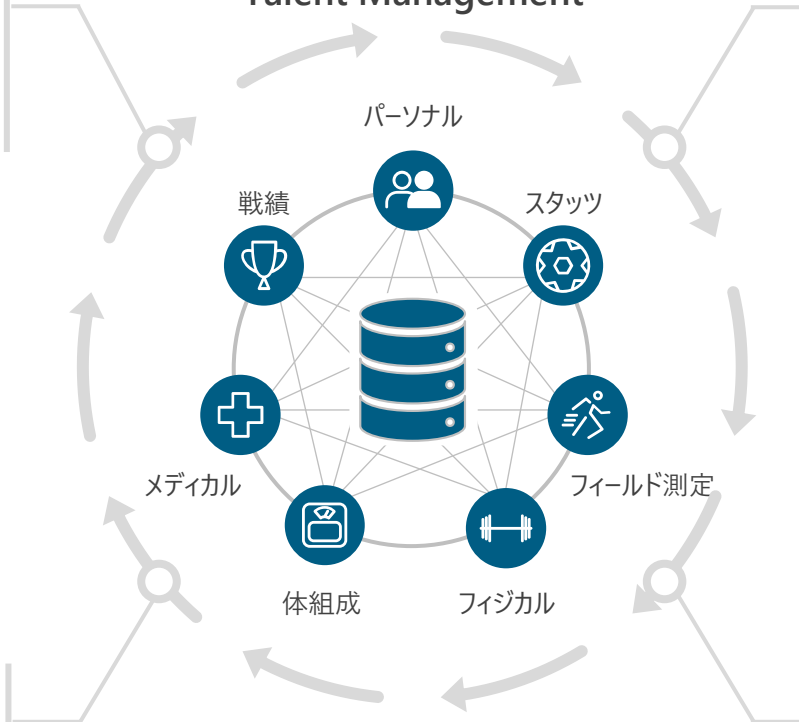 Talent Management
パーソナル
戦績
スタッツ
メディカル
フィールド測定
体組成
フィジカル